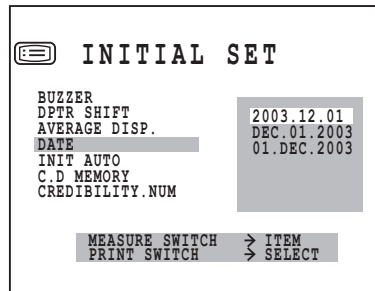 INITIAL SET
BUZZER
DPTR SHIFT
AVERAGE DISP.
DATE
INIT AUTO
C.D MEMORY
CREDIBILITY.NUM
2003.12.01
DEC.01.2003
01.DEC.2003
MEASURE SWITCH → ITEM
PRINT SWITCH → SELECT